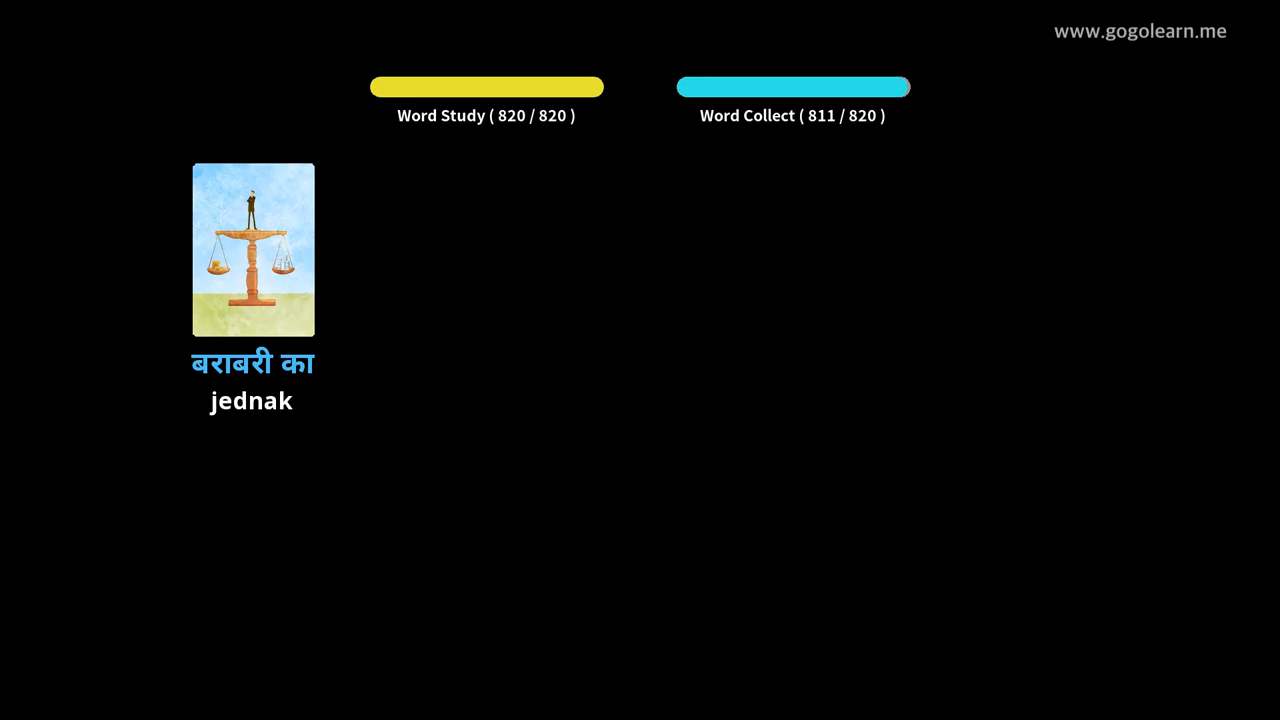 www.gogolearn.me
Word Study ( 820 / 820 )
Word Collect ( 811 / 820 )
बराबरी का
jednak